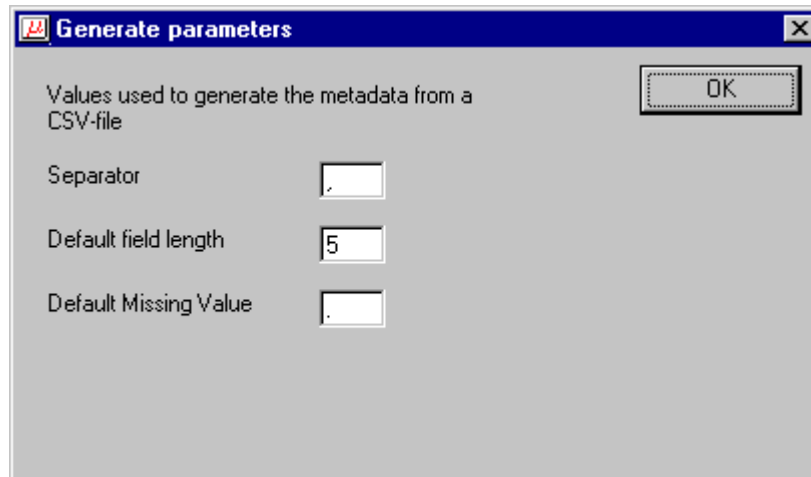 μ Generate parameters
Values used to generate the metadata from a
CSV-file
OK
Separator ,
Default field length 5
Default Missing Value .